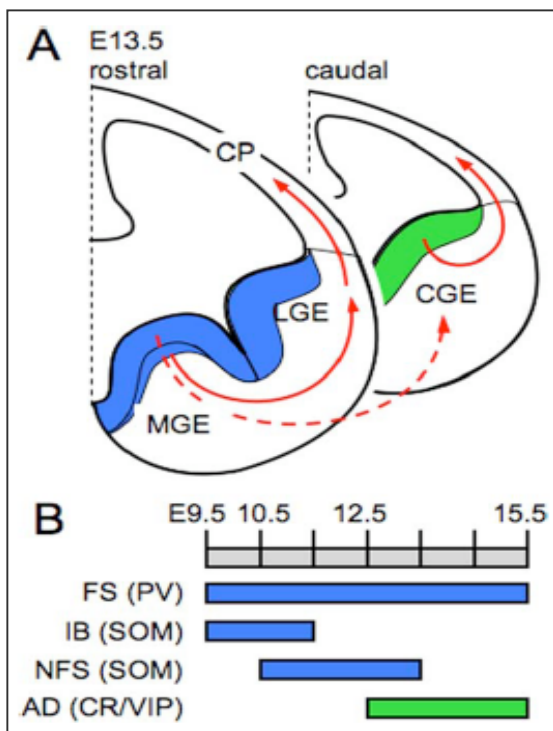 A
E13.5
rostral
caudal
CP
LGE
CGE
MGE
B
E9.5 10.5 12.5 15.5
FS (PV)
IB (SOM)
NFS (SOM)
AD (CR/VIP)